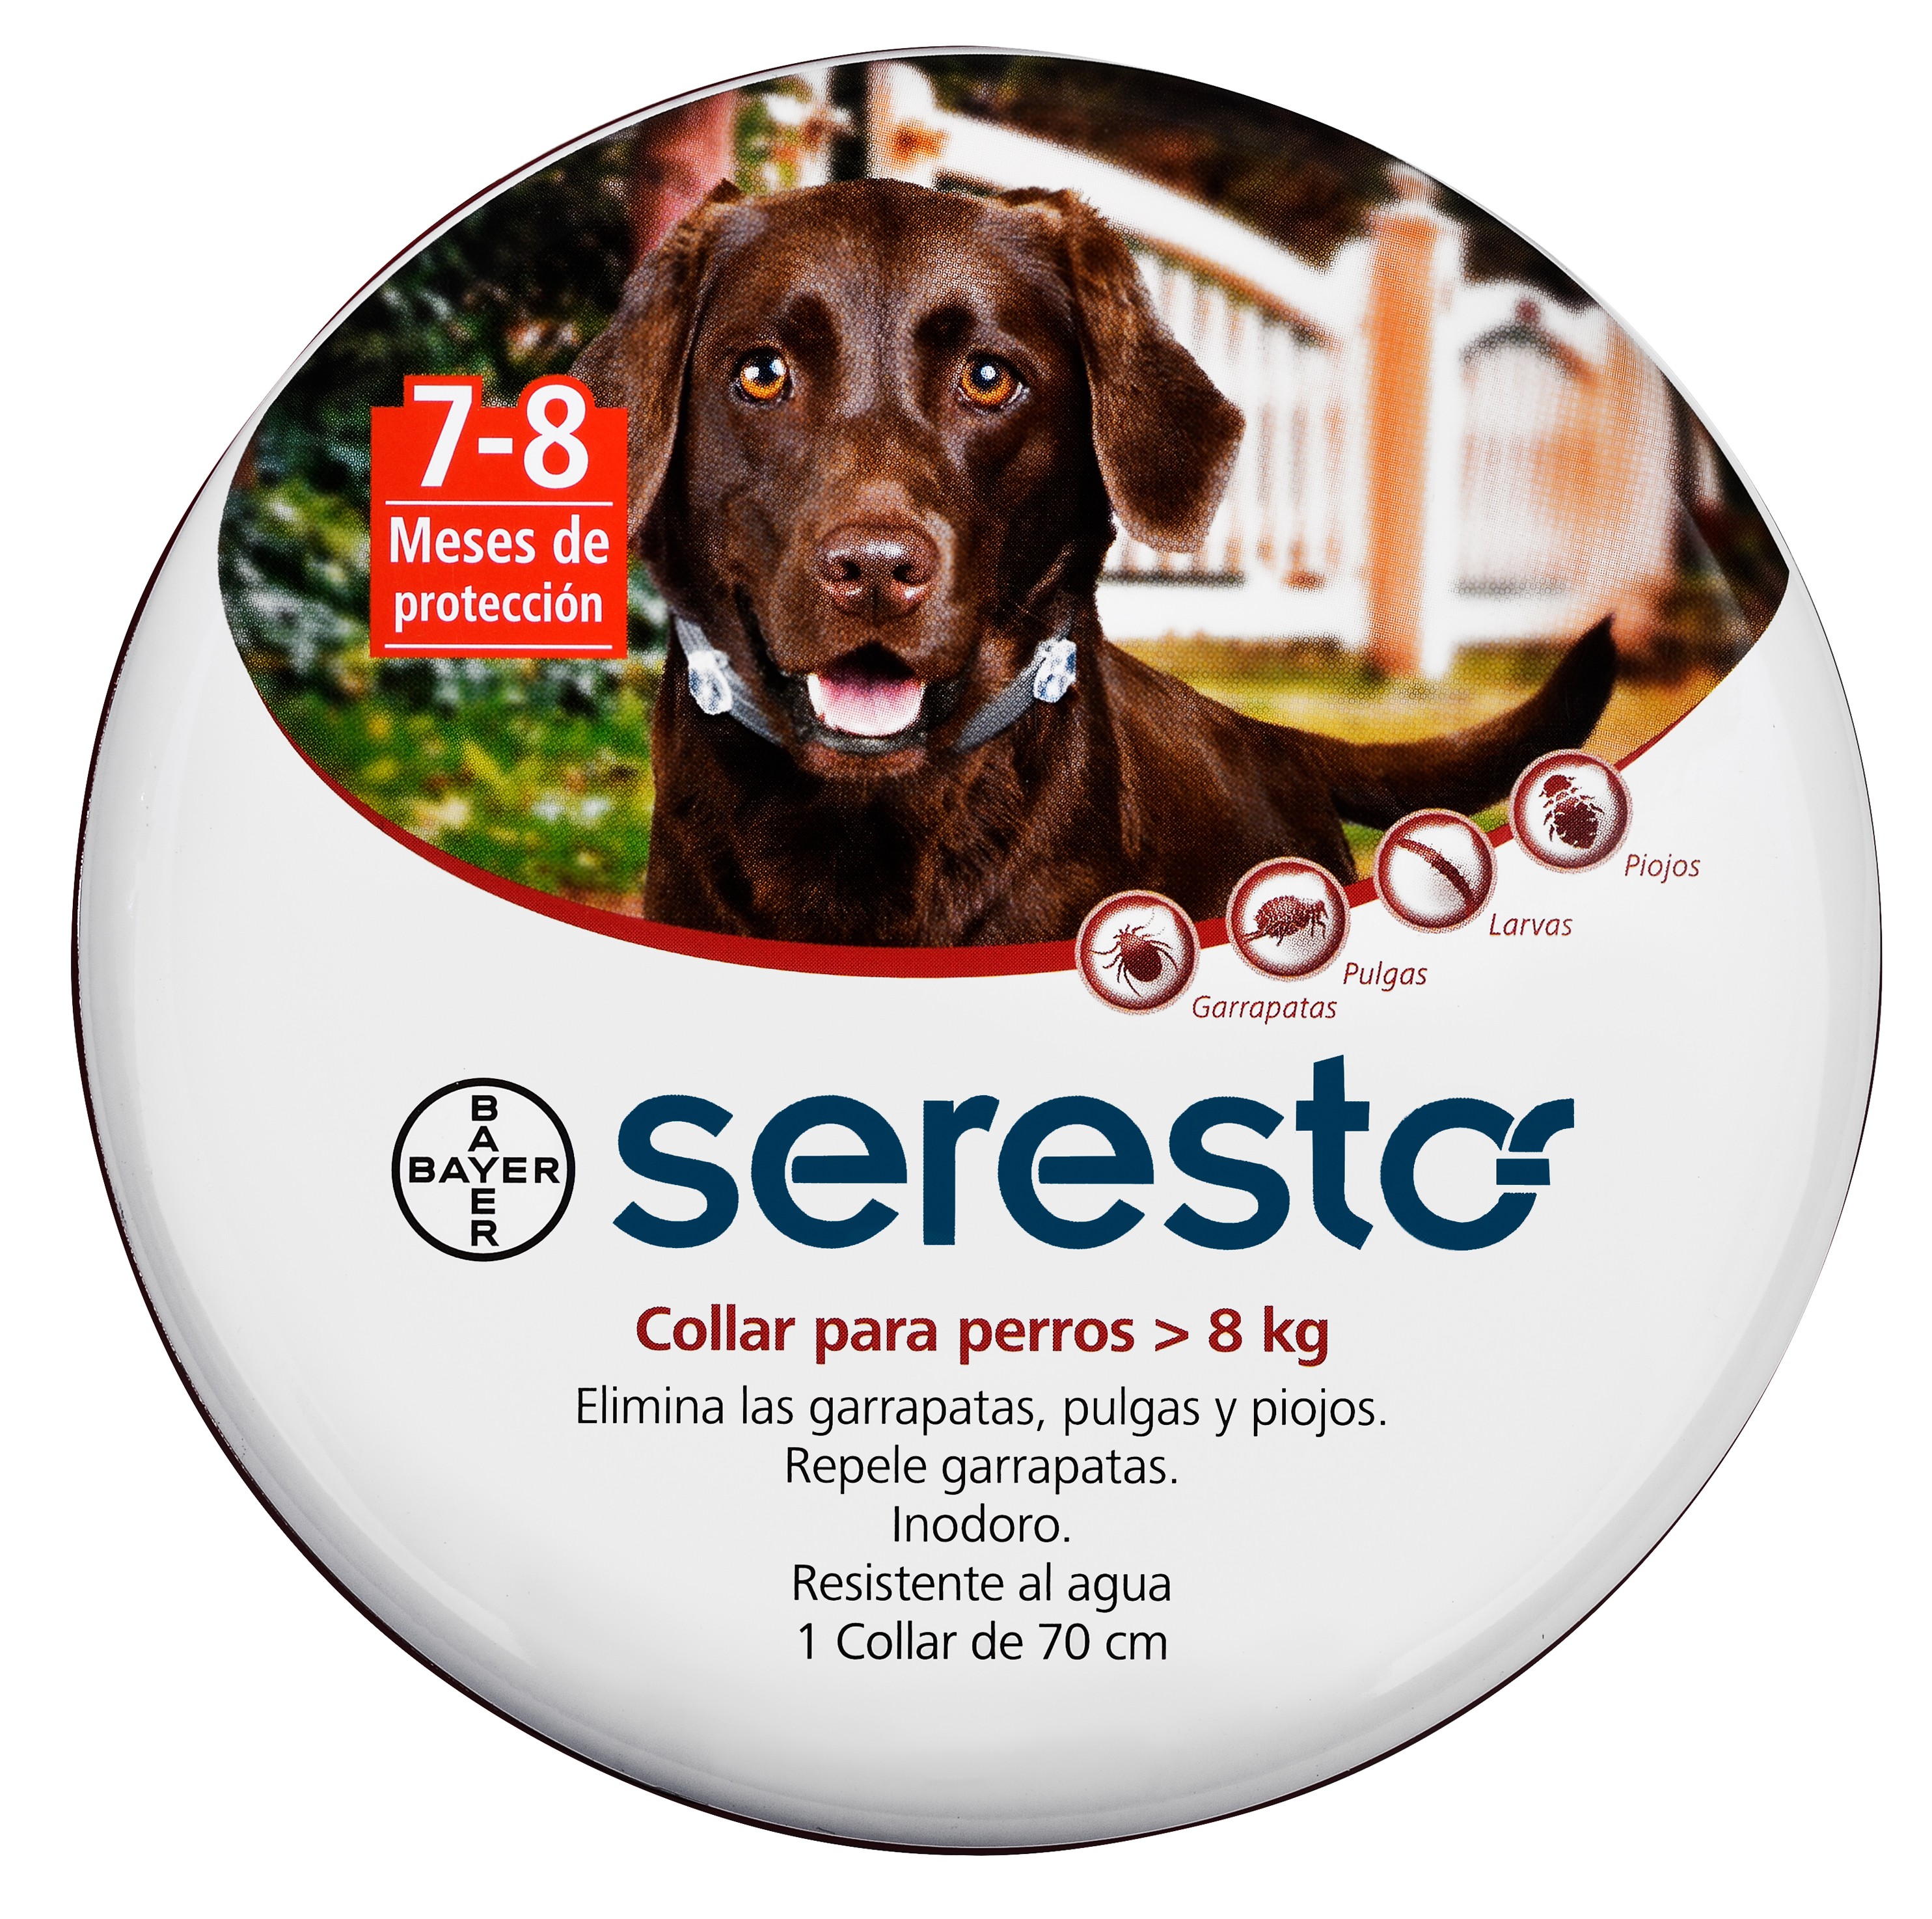 7-8
Meses de
protección
Piojos
Larvas
Pulgas
Garrapatas
BAYER
BAYER
seresto
Collar para perros > 8 kg
Elimina las garrapatas, pulgas y piojos.
Repele garrapatas.
Inodoro.
Resistente al agua
1 Collar de 70 cm